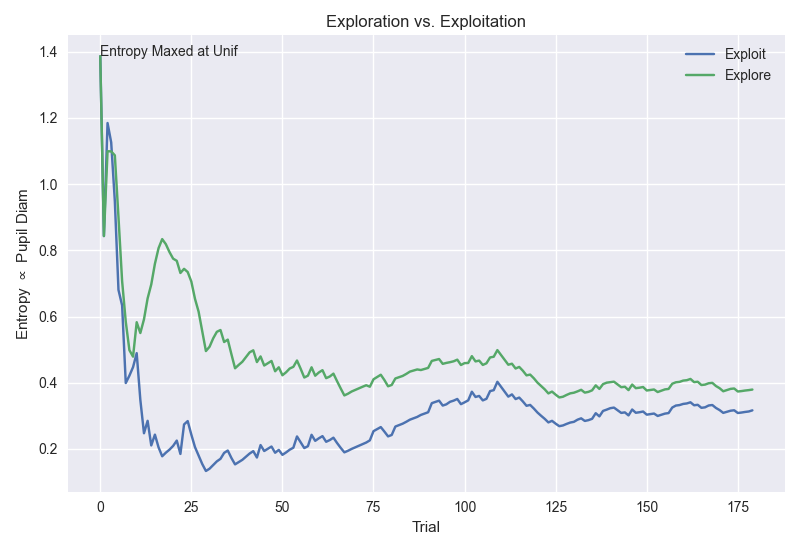 Exploration vs. Exploitation
Entropy Maxed at Unif
Exploit
Explore
1.4
1.2
1.0
0.8
0.6
0.4
0.2
Entropy ∝ Pupil Diam
0 25 50 75 100 125 150 175
Trial